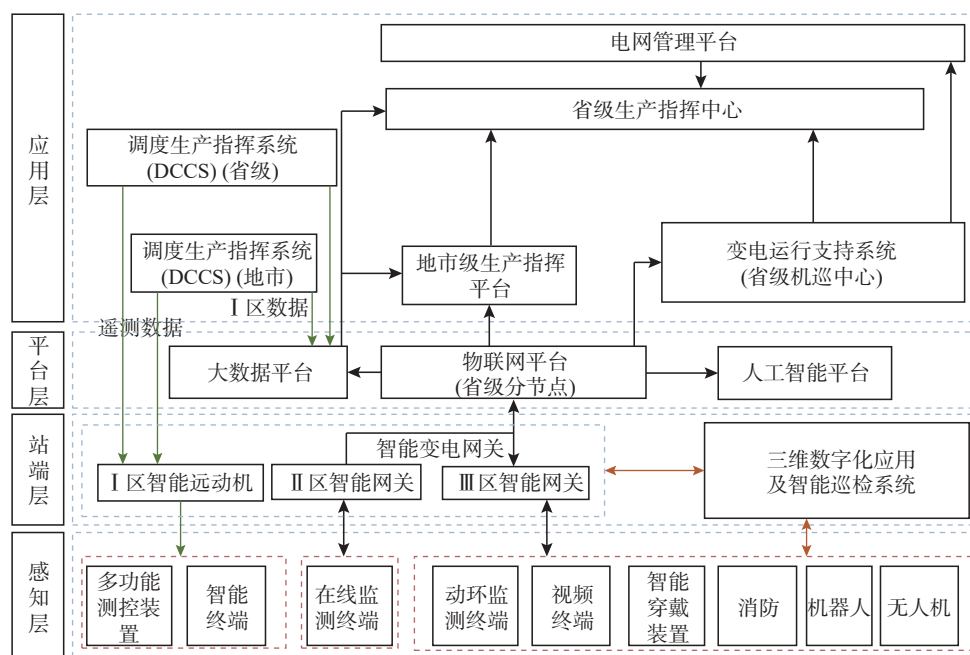 应用层
电网管理平台
省级生产指挥中心
调度生产指挥系统
(DCCS) (省级)
调度生产指挥系统
(DCCS) (地市)
地市级生产指挥
平台
变电运行支持系统
(省级机巡中心)
Ⅰ区数据
遥测数据
平台层
大数据平台
物联网平台
(省级分节点)
人工智能平台
站端层
智能变电网关
Ⅰ区智能远动机
Ⅱ区智能网关
Ⅲ区智能网关
三维数字化应用
及智能巡检系统
感知层
多功能
测控装
置
智能
终端
在线监
测终端
动环监
测终端
视频
终端
智能
穿戴
装置
消防
机器人
无人机